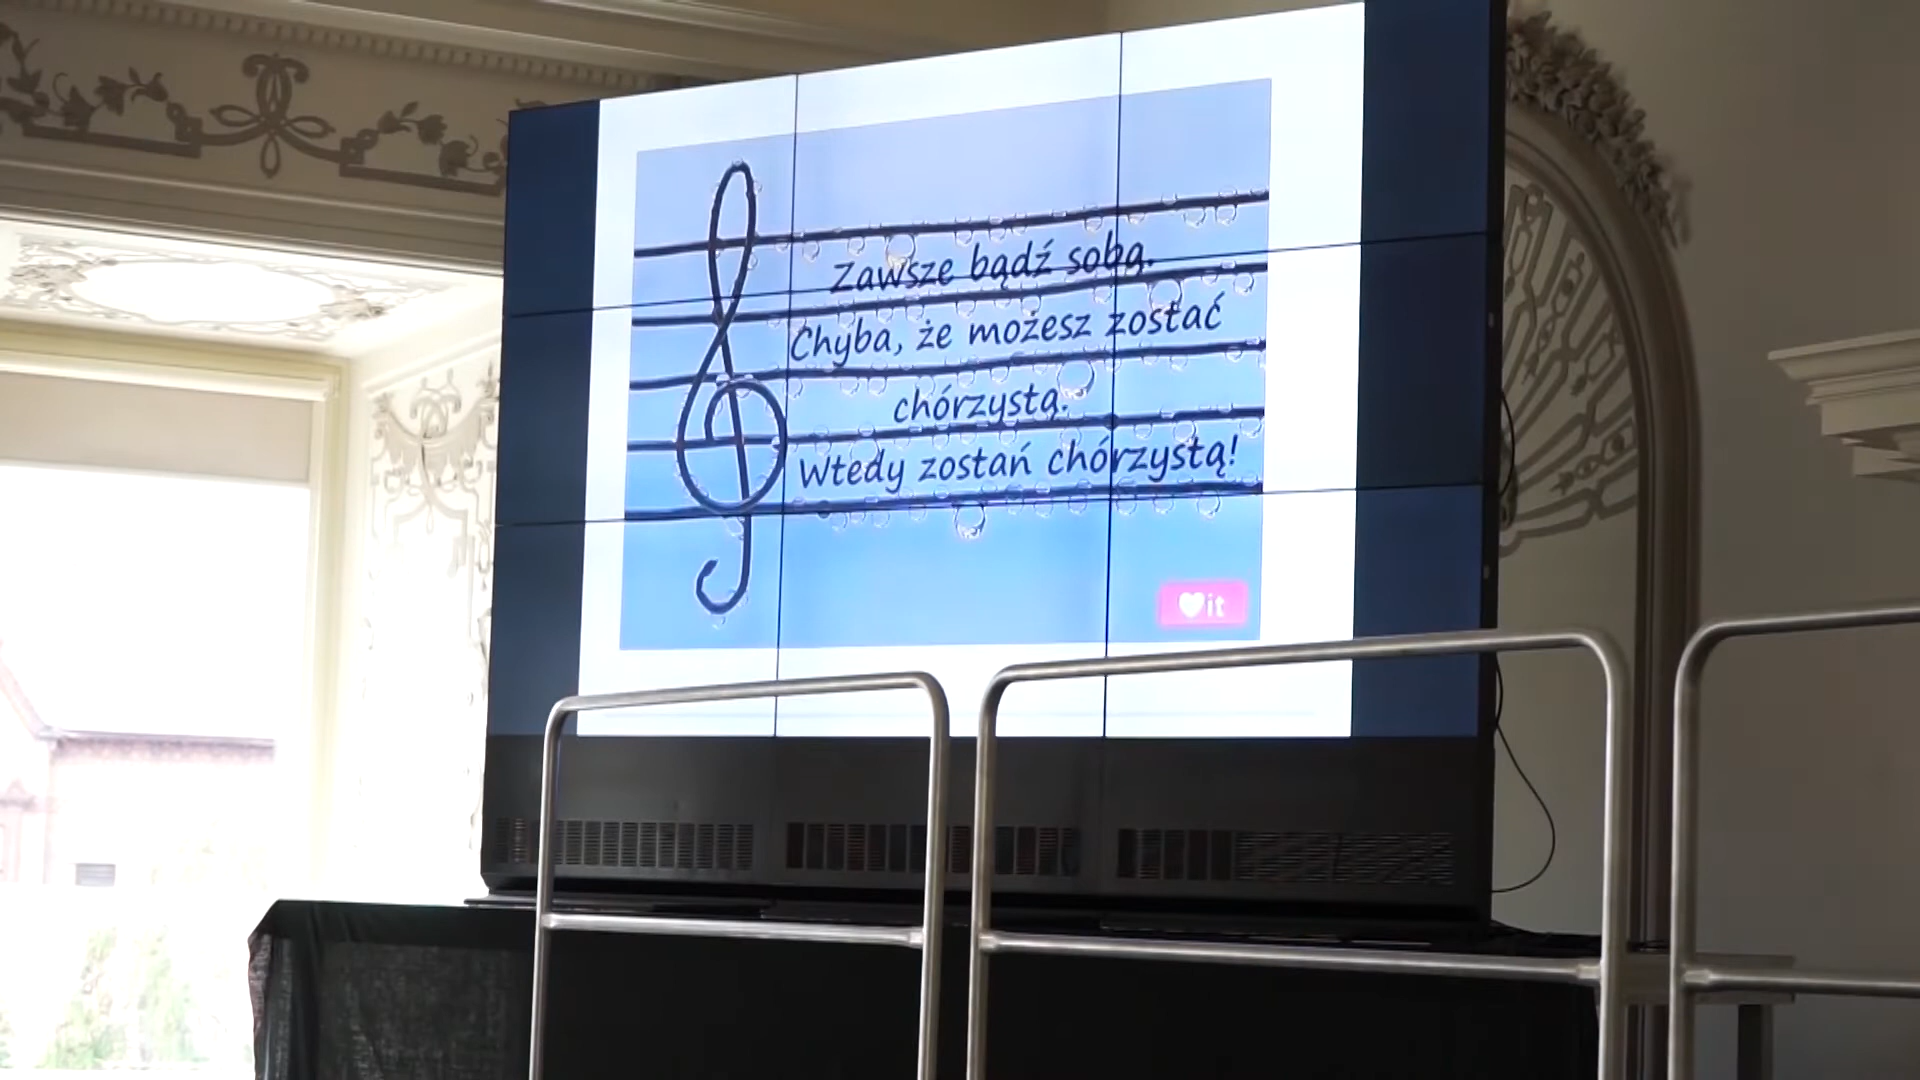 Zawsze bądź sobą.
Chyba, że możesz zostać
chórzystą.
Wtedy zostań chórzystą!
it